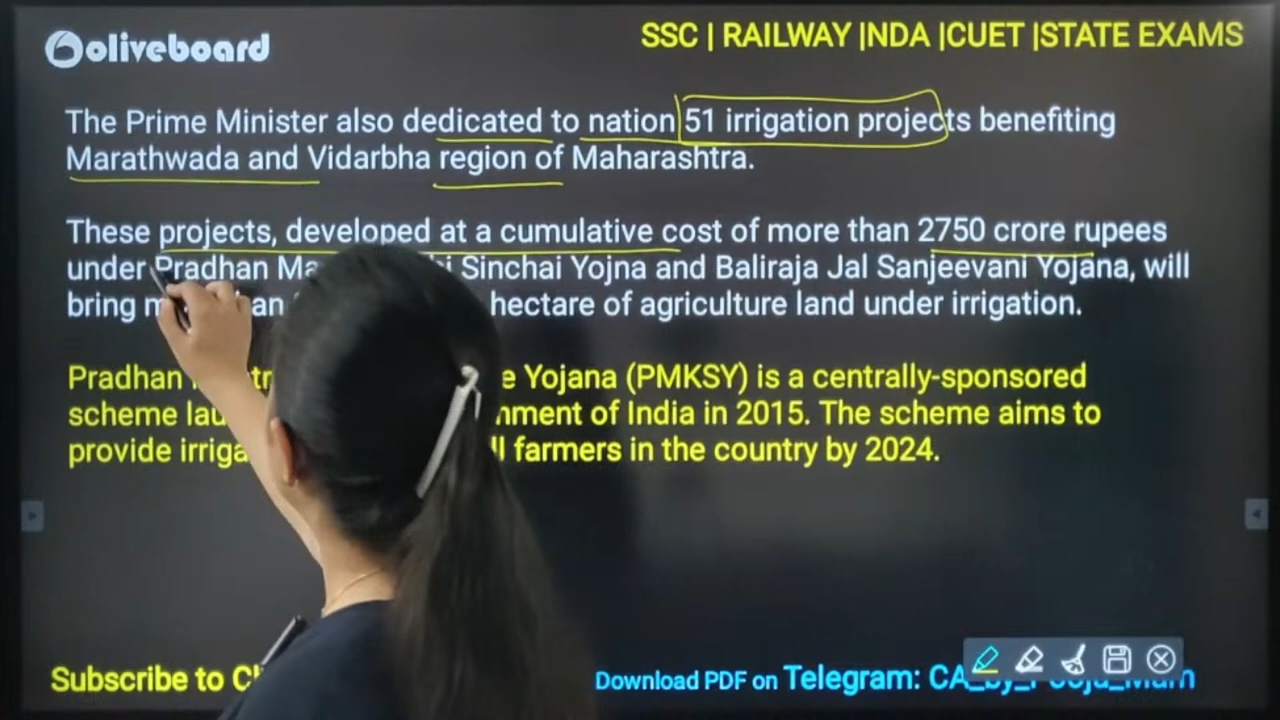 oliveboard
SSC | RAILWAY |NDA |CUET |STATE EXAMS
The Prime Minister also dedicated to nation 51 irrigation projects benefiting
Marathwada and Vidarbha region of Maharashtra.
These projects, developed at a cumulative cost of more than 2750 crore rupees
under Pradhan Sinchai Yojna and Baliraja Jal Sanjeevani Yojana, will
bring hectare of agriculture land under irrigation.
Pradhan Yojana (PMKSY) is a centrally-sponsored
scheme of India in 2015. The scheme aims to
provide farmers in the country by 2024.
Subscribe to
Download PDF on Telegram: